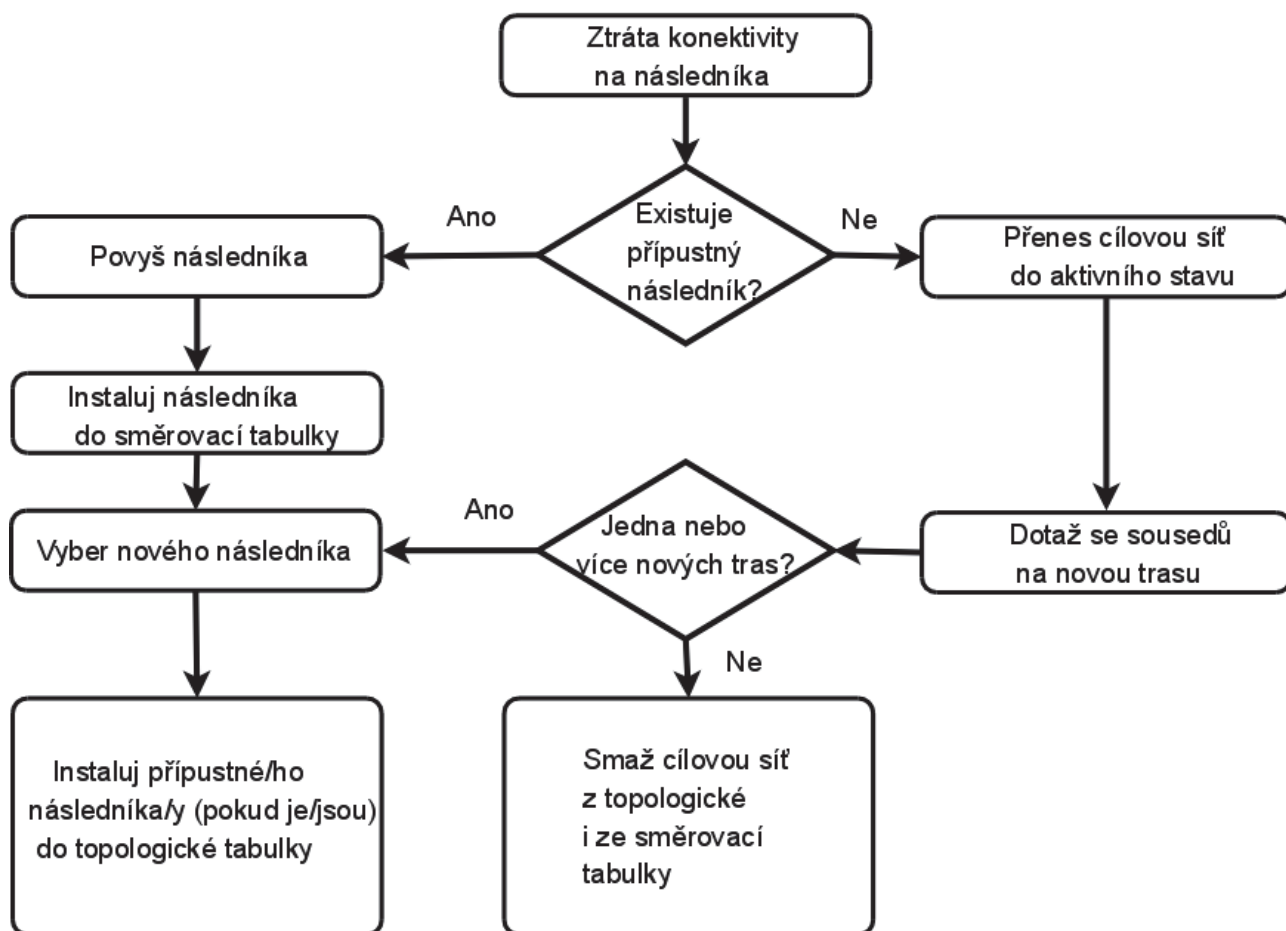 Ztráta konektivity
na následníka
Ano
Existuje
přípustný
následník?
Ne
Povyš následníka
Přenes cílovou síť
do aktivního stavu
Instaluj následníka
do směrovací tabulky
Ano
Jedna nebo
více nových tras?
Vyber nového následníka
Dotaž se sousedů
na novou trasu
Ne
Instaluj přípustné/ho
následníka/y (pokud je/jsou)
do topologické tabulky
Smaž cílovou síť
z topologické
i ze směrovací
tabulky